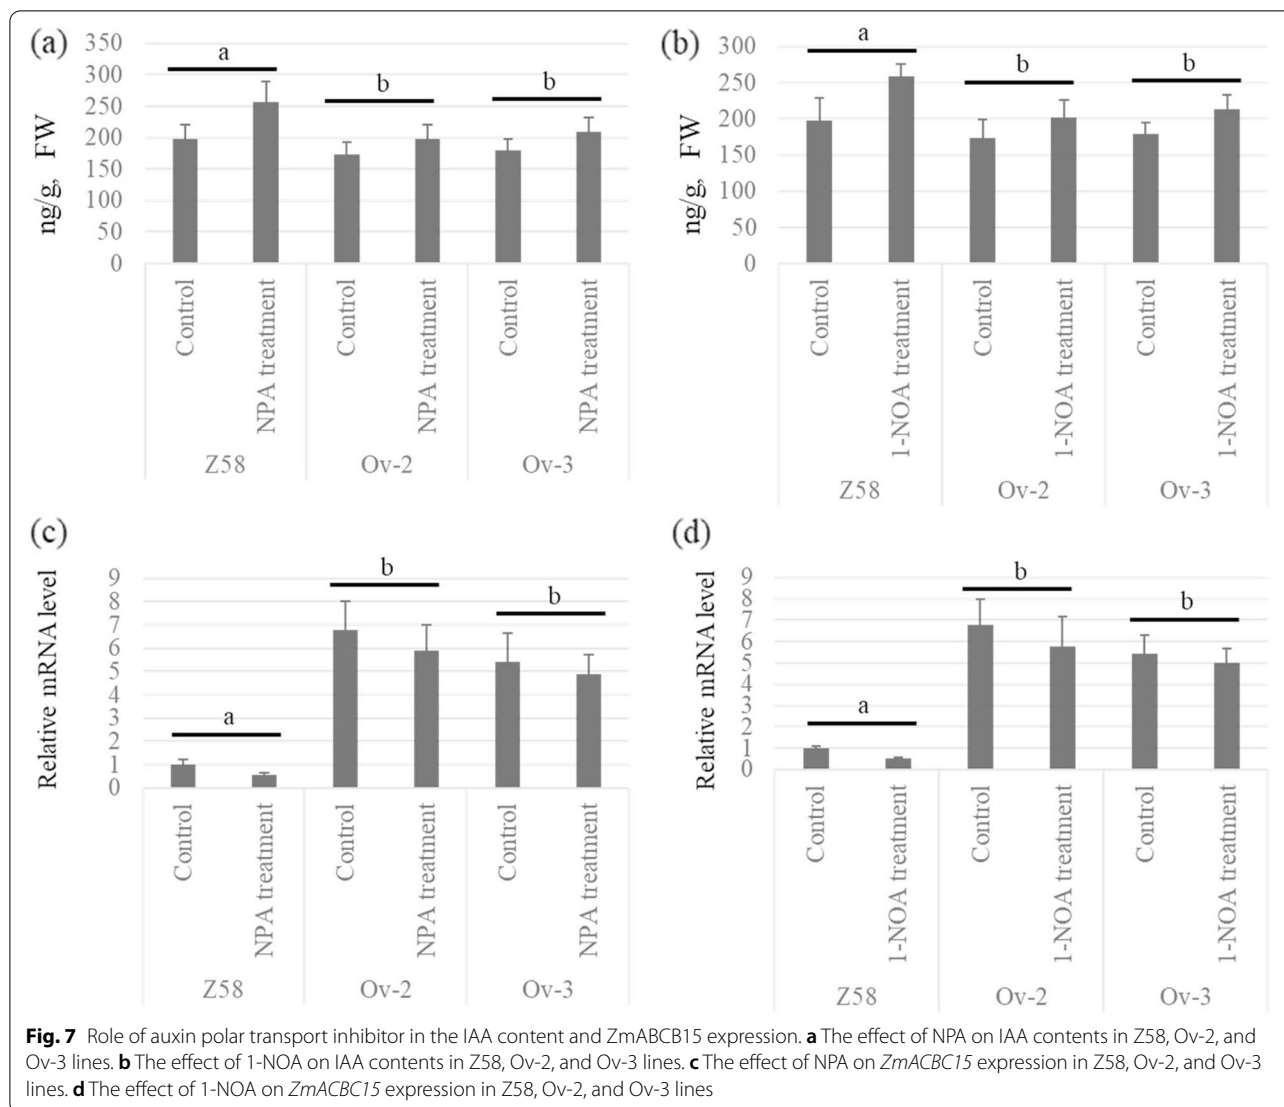 (a)
350
300
250
200
150
100
50
0
ng/g, FW
a
b
b
Control
NPA treatment
Control
NPA treatment
Control
NPA treatment
Z58
Ov-2
Ov-3
(b)
300
250
200
150
100
50
0
ng/g, FW
a
b
b
Control
1-NOA treatment
Control
1-NOA treatment
Control
1-NOA treatment
Z58
Ov-2
Ov-3
(c)
9
8
7
6
5
4
3
2
1
0
Relative mRNA level
a
b
b
Control
NPA treatment
Control
NPA treatment
Control
NPA treatment
Z58
Ov-2
Ov-3
(d)
9
8
7
6
5
4
3
2
1
0
Relative mRNA level
a
b
b
Control
1-NOA treatment
Control
1-NOA treatment
Control
1-NOA treatment
Z58
Ov-2
Ov-3
Fig. 7 Role of auxin polar transport inhibitor in the IAA content and ZmABCB15 expression. a The effect of NPA on IAA contents in Z58, Ov-2, and
Ov-3 lines. b The effect of 1-NOA on IAA contents in Z58, Ov-2, and Ov-3 lines. c The effect of NPA on ZmACBC15 expression in Z58, Ov-2, and Ov-3
lines. d The effect of 1-NOA on ZmACBC15 expression in Z58, Ov-2, and Ov-3 lines